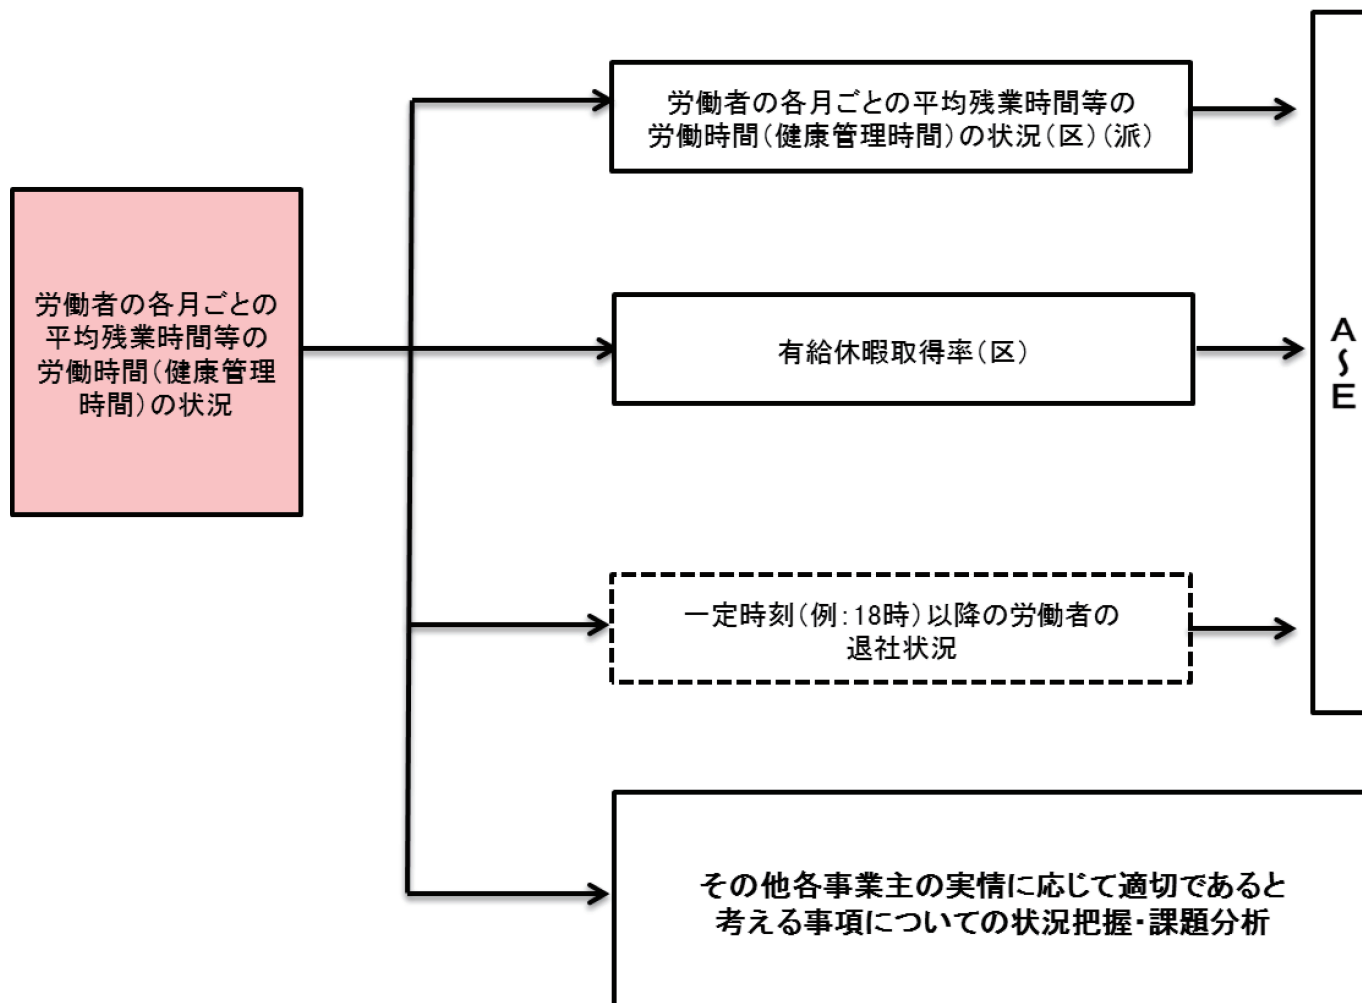 労働者の各月ごとの平均残業時間等の
労働時間(健康管理時間)の状況(区)(派)
労働者の各月ごとの
平均残業時間等の
労働時間(健康管理
時間)の状況
有給休暇取得率(区)
A～E
一定時刻(例:18時)以降の労働者の
退社状況
その他各事業主の実情に応じて適切であると
考える事項についての状況把握・課題分析